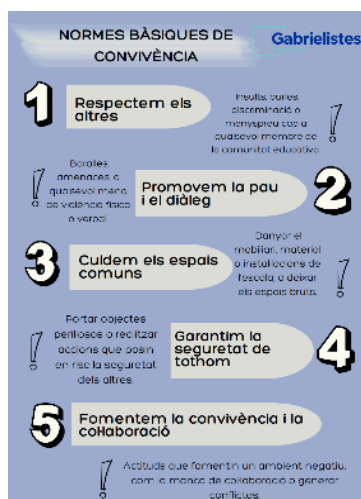 NORMES BÀSIQUES DE
CONVIVÈNCIA
Gabrielistes
1
Respectem els
altres
Insults, burles,
discriminació o
menyspreu cap a
qualsevol membre de
la comunitat educativa.
Baralles,
amenaces, o
qualsevol mena
de violència física
o verbal.
Promovem la pau
i el diàleg
2
3
Cuidem els espais
comuns
Danyar el
mobiliari, material
o instal·lacions de
l'escola, o deixar
els espais bruts.
Portar objectes
perillosos o realitzar
accions que posin
en risc la seguretat
dels altres.
Garantim la
seguretat de
tothom
4
5
Fomentem la convivència i la
col·laboració
Actituds que fomentin un ambient negatiu,
com la manca de col·laboració o generar
conflictes.